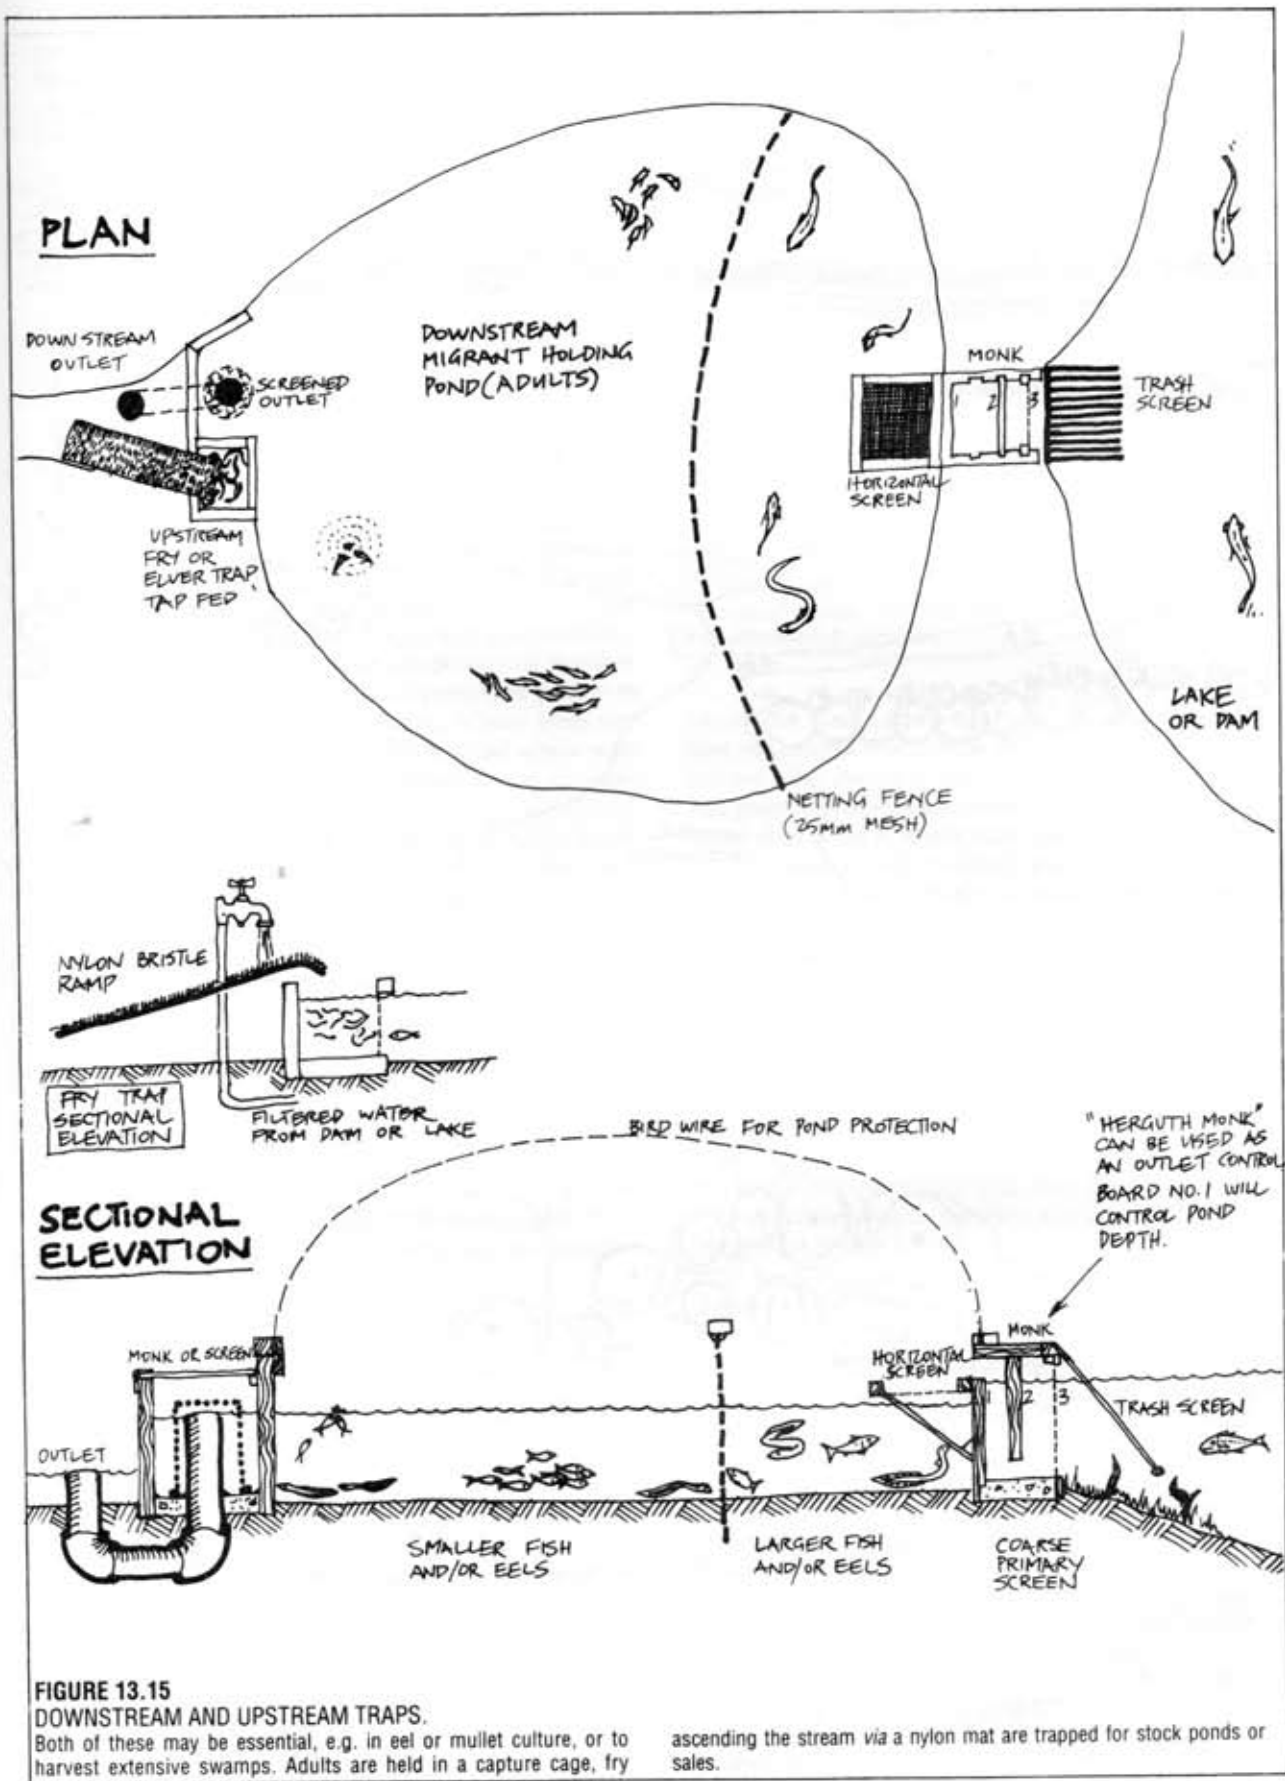 PLAN
DOWNSTREAM
OUTLET
SCREENED
OUTLET
DOWNSTREAM
MIGRANT HOLDING
POND (ADULTS)
MONK
1 2 3
TRASH
SCREEN
HORIZONTAL
SCREEN
UPSTREAM
FRY OR
ELVER TRAP
TAP FED
LAKE
OR DAM
NETTING FENCE
(25mm MESH)
NYLON BRISTLE
RAMP
FRY TRAP
SECTIONAL
ELEVATION
FILTERED WATER
FROM DAM OR LAKE
BIRD WIRE FOR POND PROTECTION
"HERGUTH MONK"
CAN BE USED AS
AN OUTLET CONTROL
BOARD NO.1 WILL
CONTROL POND
DEPTH.
SECTIONAL
ELEVATION
MONK OR SCREEN
MONK
HORIZONTAL
SCREEN
1 2 3
TRASH SCREEN
OUTLET
SMALLER FISH
AND/OR EELS
LARGER FISH
AND/OR EELS
COARSE
PRIMARY
SCREEN
FIGURE 13.15
DOWNSTREAM AND UPSTREAM TRAPS.
Both of these may be essential, e.g. in eel or mullet culture, or to
harvest extensive swamps. Adults are held in a capture cage, fry
ascending the stream via a nylon mat are trapped for stock ponds or
sales.